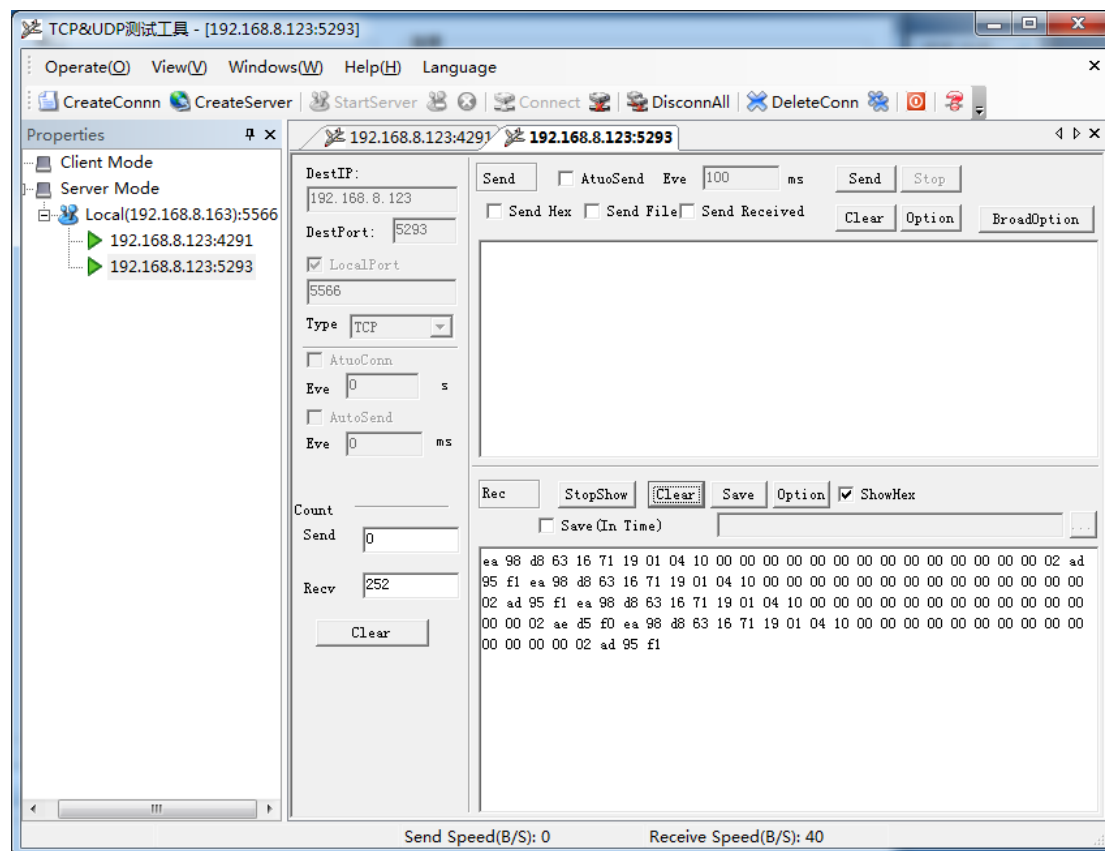 TCP&UDP测试工具 - [192.168.8.123:5293]
Operate(O) View(V) Windows(W) Help(H) Language
CreateConnn CreateServer StartServer Connect DisconnAll DeleteConn
Properties
192.168.8.123:4291 192.168.8.123:5293
Client Mode
Server Mode
Local(192.168.8.163):5566
192.168.8.123:4291
192.168.8.123:5293
DestIP:
192.168.8.123
DestPort: 5293
LocalPort
5566
Type TCP
AtuoConn
Eve 0 s
AutoSend
Eve 0 ms
Count
Send 0
Recv 252
Clear
Send AtuoSend Eve 100 ms Send Stop
Send Hex Send File Send Received Clear Option BroadOption
Rec StopShow Clear Save Option ShowHex
Save(In Time) ...
ea 98 d8 63 16 71 19 01 04 10 00 00 00 00 00 00 00 00 00 00 00 00 00 00 02 ad
95 f1 ea 98 d8 63 16 71 19 01 04 10 00 00 00 00 00 00 00 00 00 00 00 00 00 00
02 ad 95 f1 ea 98 d8 63 16 71 19 01 04 10 00 00 00 00 00 00 00 00 00 00 00 00
00 00 02 ae d5 f0 ea 98 d8 63 16 71 19 01 04 10 00 00 00 00 00 00 00 00 00 00
00 00 00 00 02 ad 95 f1
Send Speed(B/S): 0 Receive Speed(B/S): 40